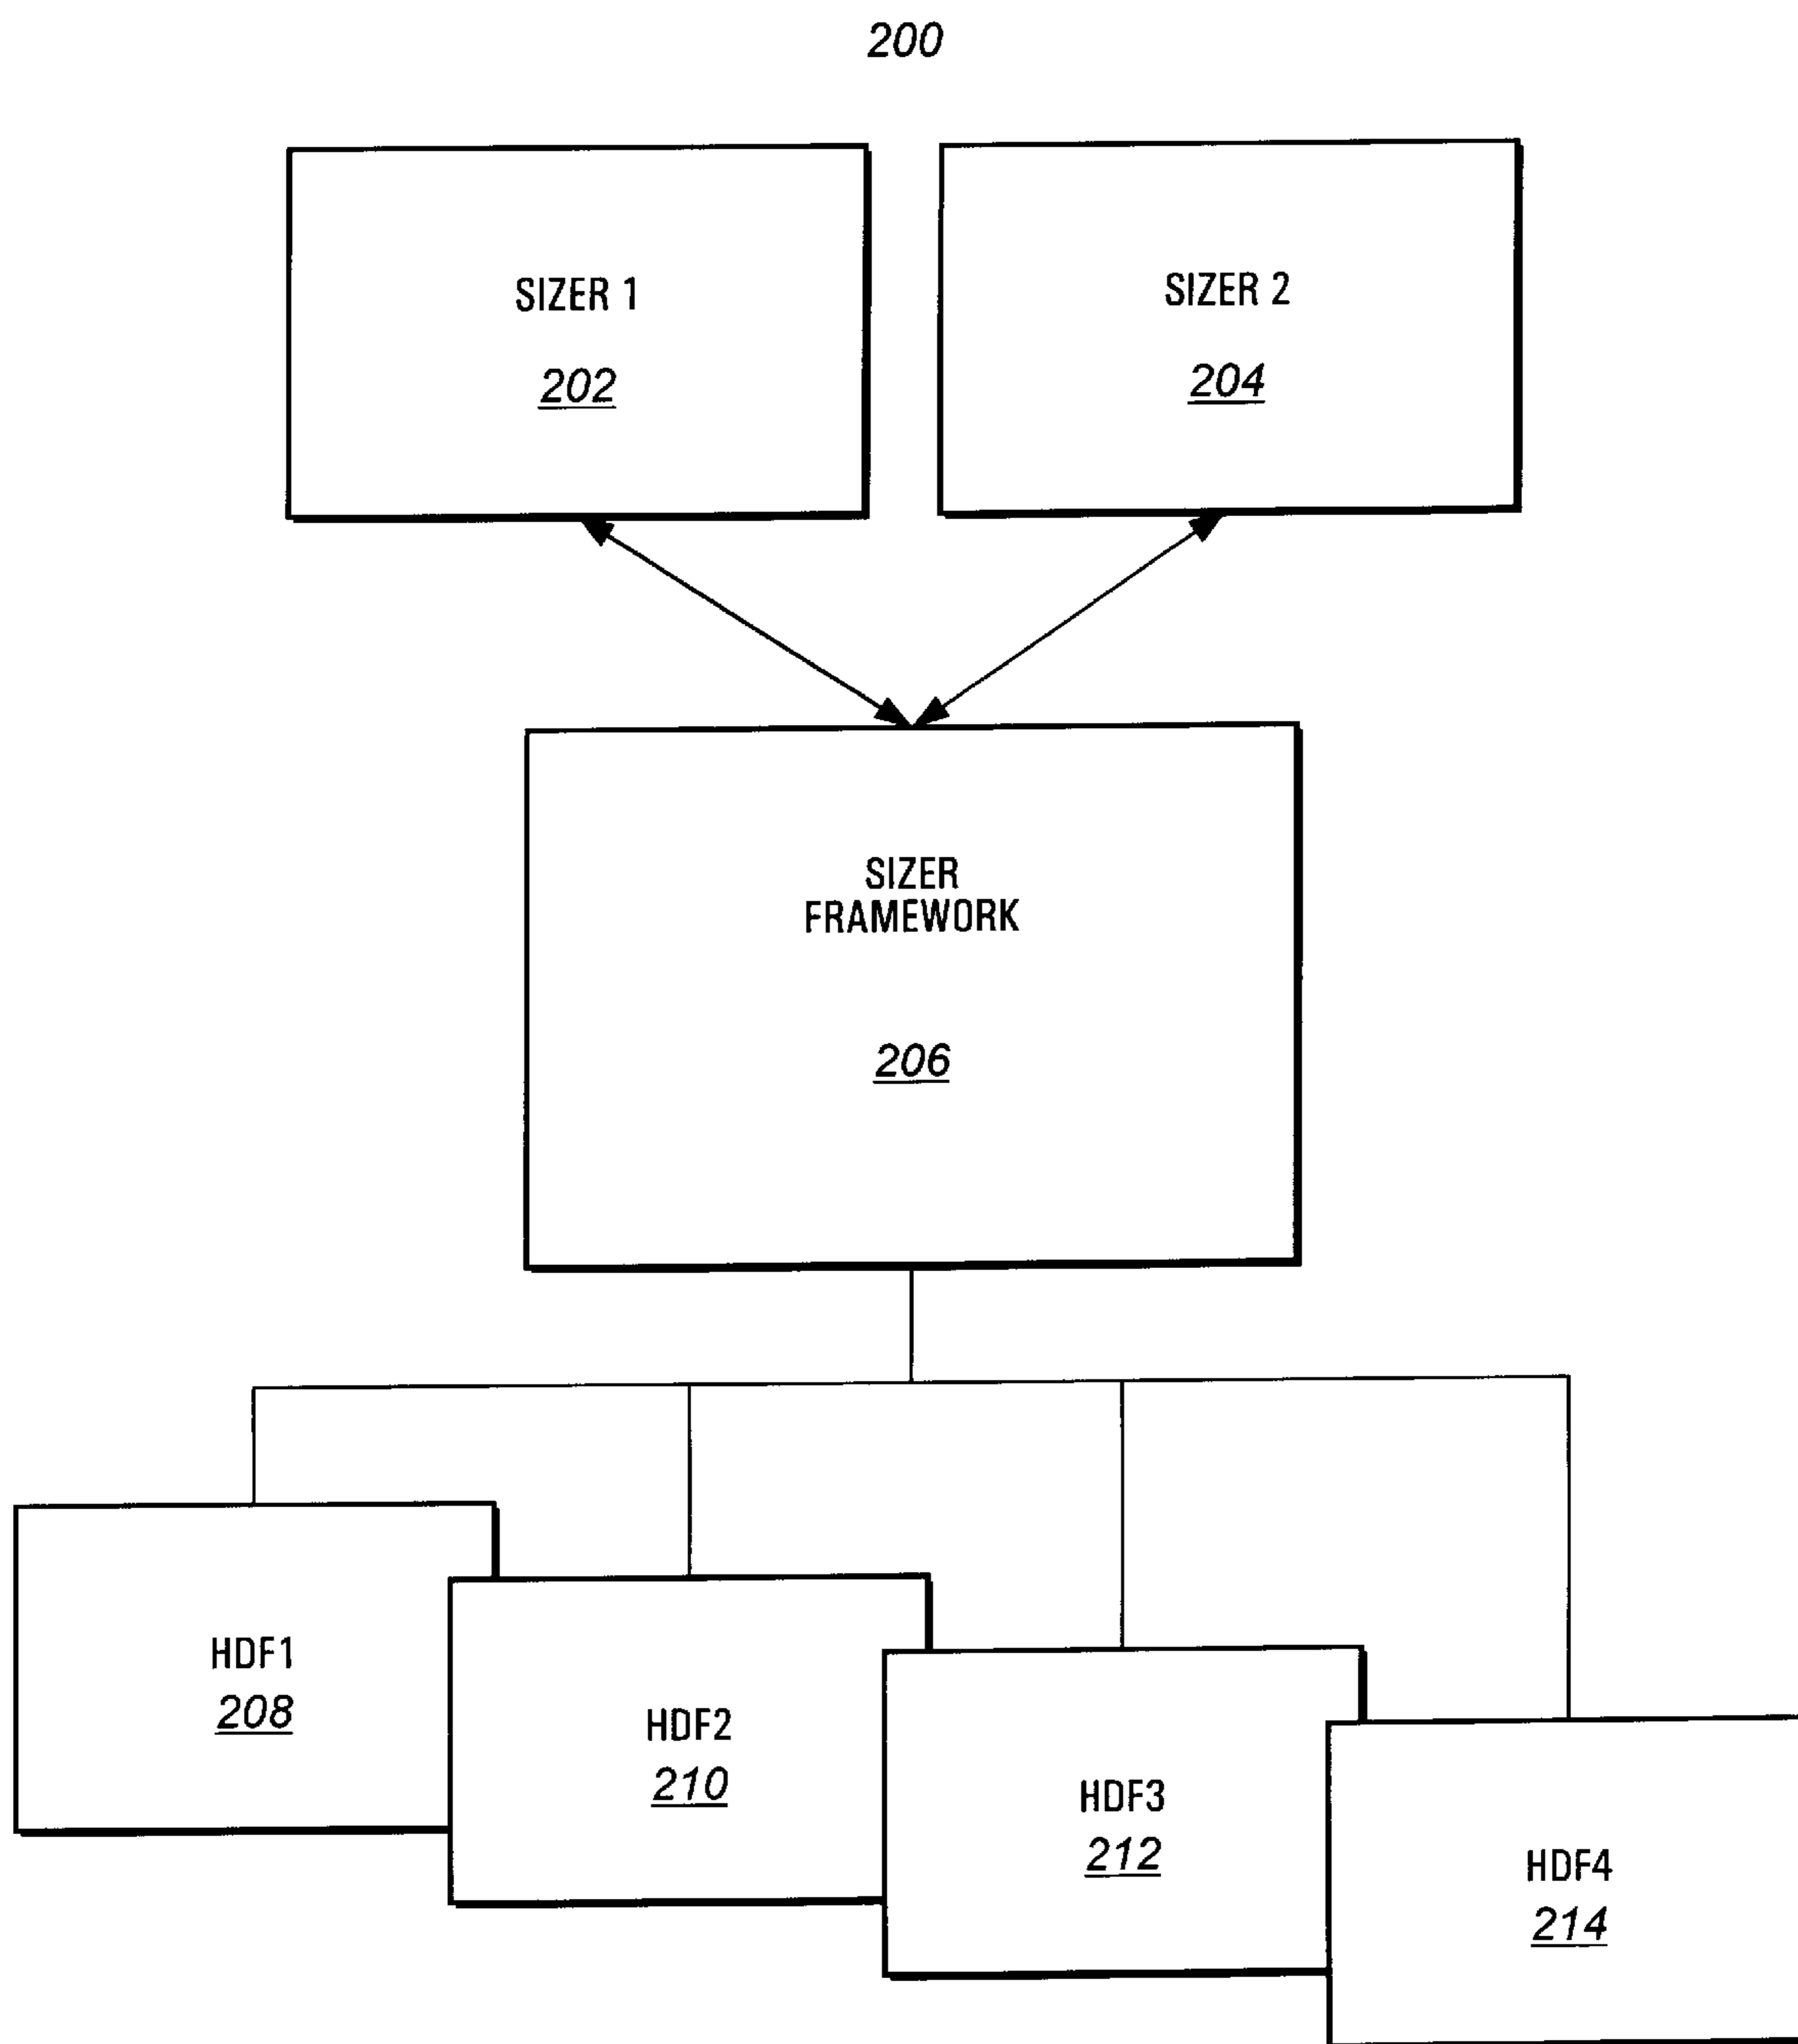 200
SIZER 1
202
SIZER 2
204
SIZER
FRAMEWORK
206
HDF1
208
HDF2
210
HDF3
212
HDF4
214